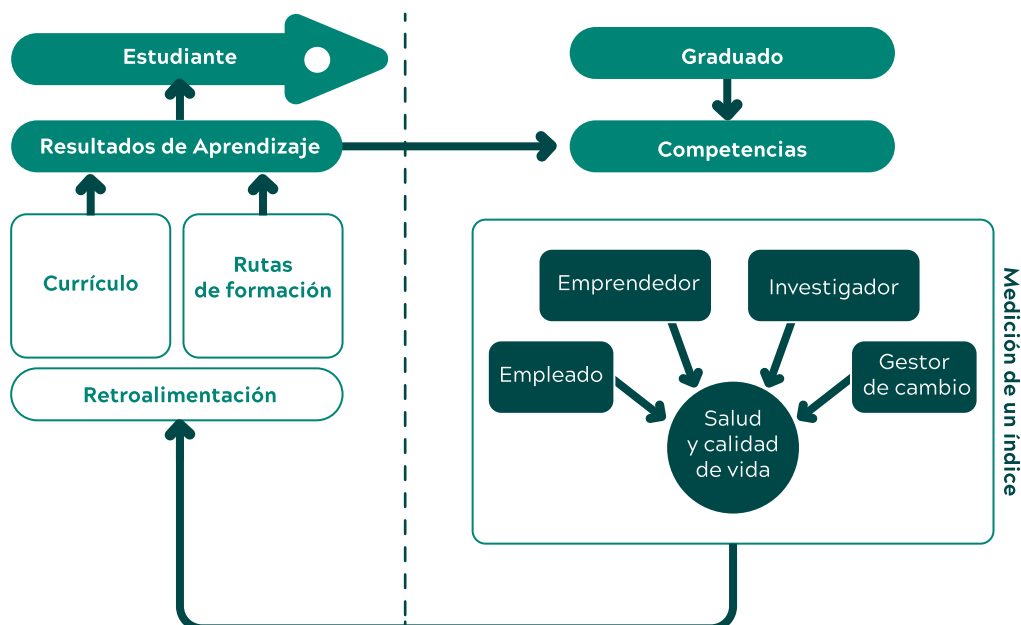 Estudiante
Resultados de Aprendizaje
Currículo
Rutas
de formación
Retroalimentación
Graduado
Competencias
Emprendedor
Investigador
Empleado
Gestor
de cambio
Salud
y calidad
de vida
Medición de un índice